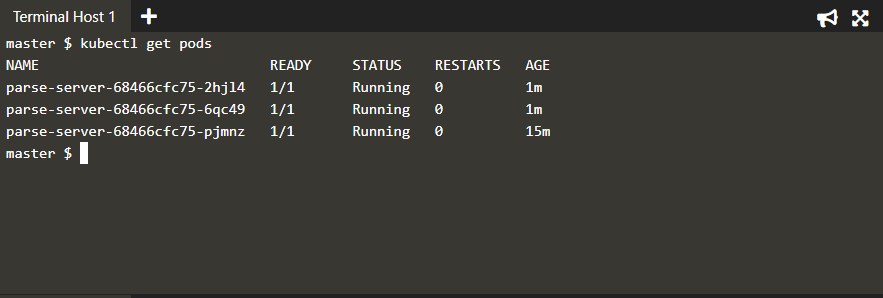 Terminal Host 1
master $ kubectl get pods
NAME READY STATUS RESTARTS AGE
parse-server-68466cfc75-2hjl4 1/1 Running 0 1m
parse-server-68466cfc75-6qc49 1/1 Running 0 1m
parse-server-68466cfc75-pjmnz 1/1 Running 0 15m
master $